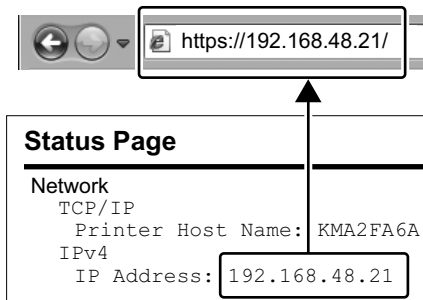 https://192.168.48.21/
Status Page
Network
TCP/IP
Printer Host Name: KMA2FA6A
IPv4
IP Address: 192.168.48.21